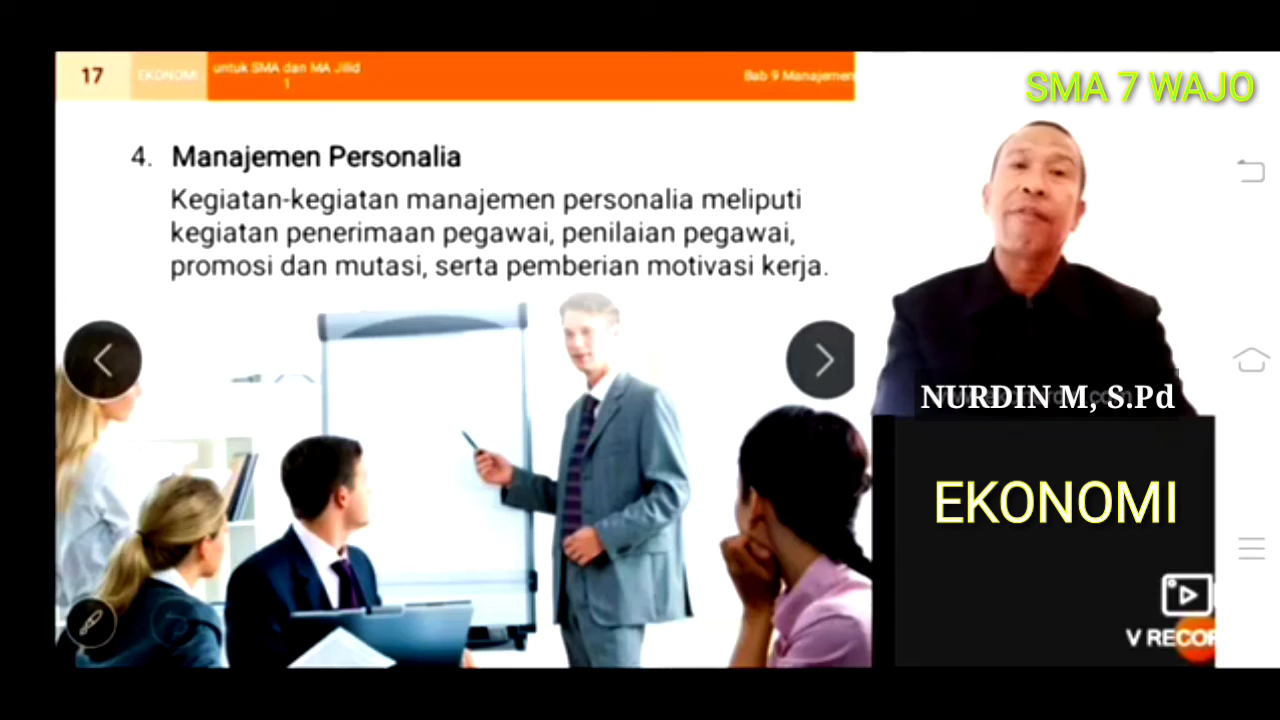 17
EKONOMI
untuk SMA dan MA Jilid
1
Bab 9 Manajemen
SMA 7 WAJO
4. Manajemen Personalia
Kegiatan-kegiatan manajemen personalia meliputi
kegiatan penerimaan pegawai, penilaian pegawai,
promosi dan mutasi, serta pemberian motivasi kerja.
NURDIN M, S.Pd
EKONOMI
V RECOR